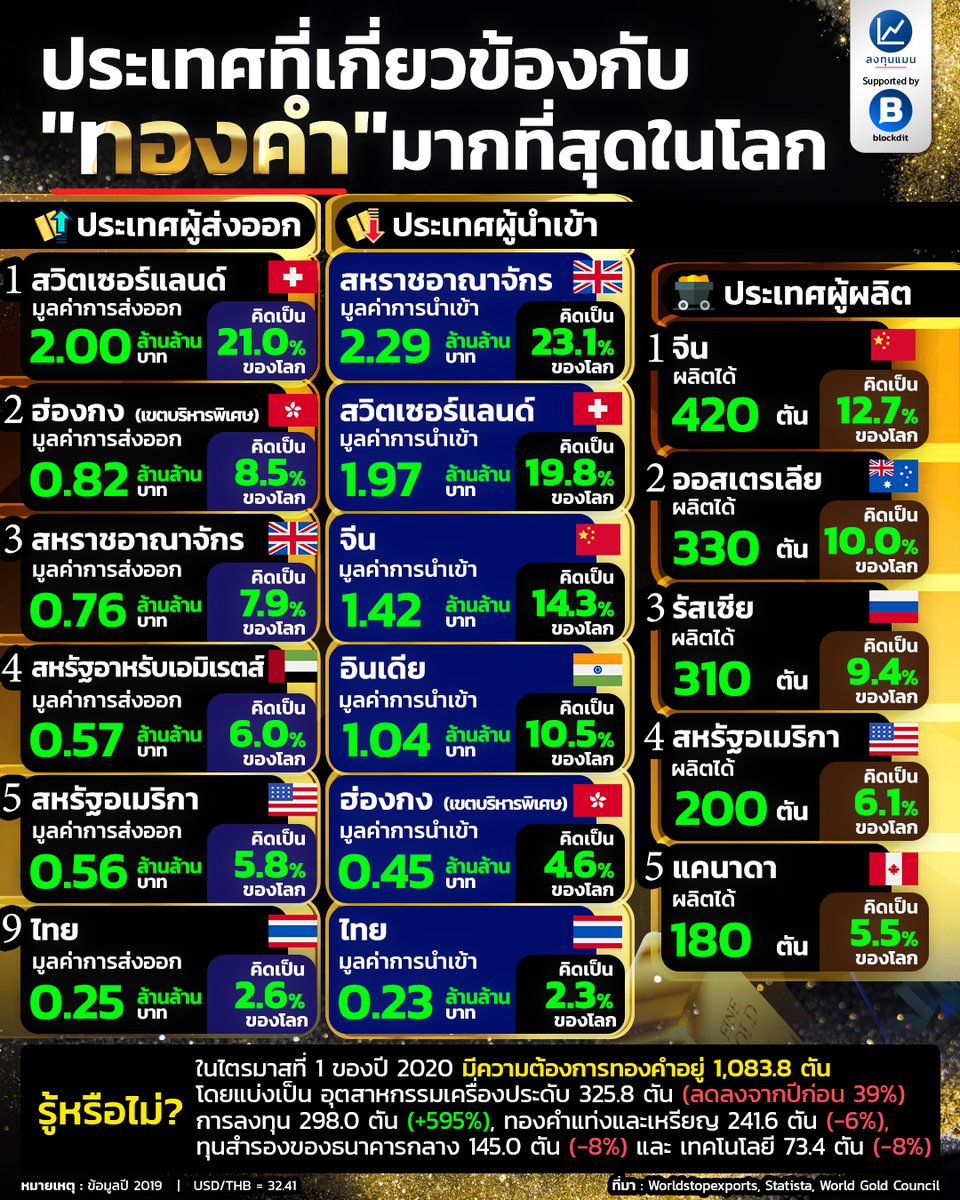 ประเทศที่เกี่ยวข้องกับ
"ทองคำ"มากที่สุดในโลก
ลงทุนแมน
Supported by
B
blockdit
ประเทศผู้ส่งออก
1 สวิตเซอร์แลนด์
มูลค่าการส่งออก
2.00 ล้านล้านบาท
คิดเป็น
21.0%
ของโลก
2 ฮ่องกง (เขตบริหารพิเศษ)
มูลค่าการส่งออก
0.82 ล้านล้านบาท
คิดเป็น
8.5%
ของโลก
3 สหราชอาณาจักร
มูลค่าการส่งออก
0.76 ล้านล้านบาท
คิดเป็น
7.9%
ของโลก
4 สหรัฐอาหรับเอมิเรตส์
มูลค่าการส่งออก
0.57 ล้านล้านบาท
คิดเป็น
6.0%
ของโลก
5 สหรัฐอเมริกา
มูลค่าการส่งออก
0.56 ล้านล้านบาท
คิดเป็น
5.8%
ของโลก
9 ไทย
มูลค่าการส่งออก
0.25 ล้านล้านบาท
คิดเป็น
2.6%
ของโลก
ประเทศผู้นำเข้า
สหราชอาณาจักร
มูลค่าการนำเข้า
2.29 ล้านล้านบาท
คิดเป็น
23.1%
ของโลก
สวิตเซอร์แลนด์
มูลค่าการนำเข้า
1.97 ล้านล้านบาท
คิดเป็น
19.8%
ของโลก
จีน
มูลค่าการนำเข้า
1.42 ล้านล้านบาท
คิดเป็น
14.3%
ของโลก
อินเดีย
มูลค่าการนำเข้า
1.04 ล้านล้านบาท
คิดเป็น
10.5%
ของโลก
ฮ่องกง (เขตบริหารพิเศษ)
มูลค่าการนำเข้า
0.45 ล้านล้านบาท
คิดเป็น
4.6%
ของโลก
ไทย
มูลค่าการนำเข้า
0.23 ล้านล้านบาท
คิดเป็น
2.3%
ของโลก
ประเทศผู้ผลิต
1 จีน
ผลิตได้
420 ตัน
คิดเป็น
12.7%
ของโลก
2 ออสเตรเลีย
ผลิตได้
330 ตัน
คิดเป็น
10.0%
ของโลก
3 รัสเซีย
ผลิตได้
310 ตัน
คิดเป็น
9.4%
ของโลก
4 สหรัฐอเมริกา
ผลิตได้
200 ตัน
คิดเป็น
6.1%
ของโลก
5 แคนาดา
ผลิตได้
180 ตัน
คิดเป็น
5.5%
ของโลก
FINE
GOLD
รู้หรือไม่?
ในไตรมาสที่ 1 ของปี 2020 มีความต้องการทองคำอยู่ 1,083.8 ตัน
โดยแบ่งเป็น อุตสาหกรรมเครื่องประดับ 325.8 ตัน (ลดลงจากปีก่อน 39%)
การลงทุน 298.0 ตัน (+595%), ทองคำแท่งและเหรียญ 241.6 ตัน (-6%),
ทุนสำรองของธนาคารกลาง 145.0 ตัน (-8%) และ เทคโนโลยี 73.4 ตัน (-8%)
หมายเหตุ : ข้อมูลปี 2019 | USD/THB = 32.41
ที่มา : Worldstopexports, Statista, World Gold Council